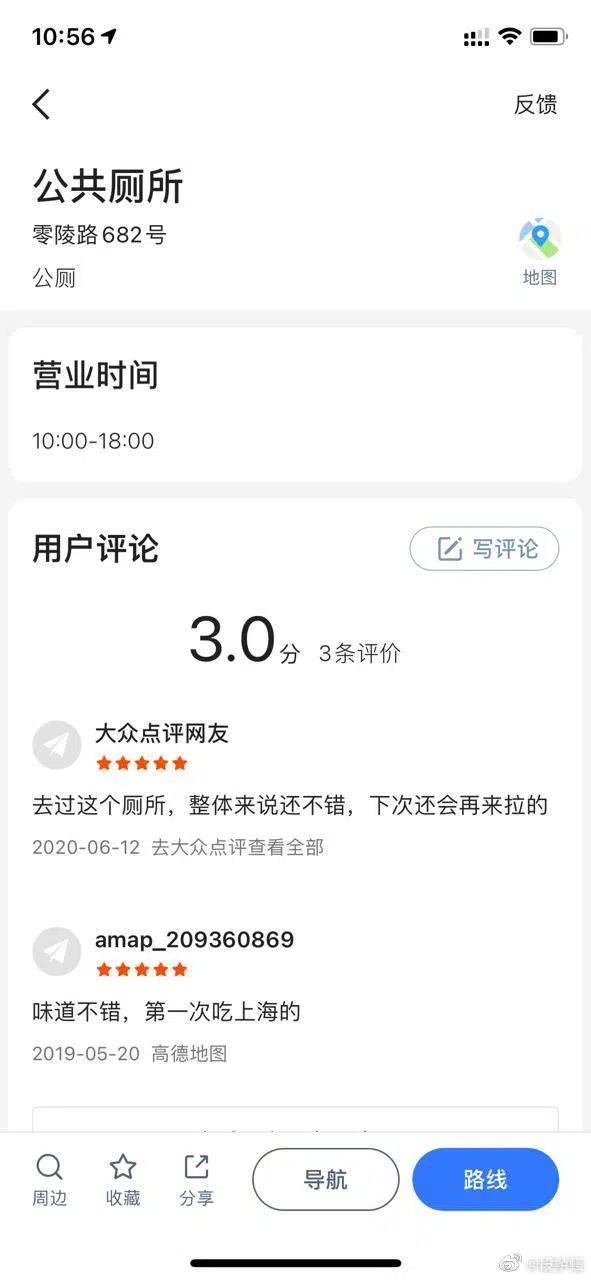 10:56
反馈
公共厕所
零陵路682号
公厕
地图
营业时间
10:00-18:00
用户评论
写评论
3.0分 3条评价
大众点评网友
去过这个厕所，整体来说还不错，下次还会再来拉的
2020-06-12 去大众点评查看全部
amap_209360869
味道不错，第一次吃上海的
2019-05-20 高德地图
周边
收藏
分享
导航
路线